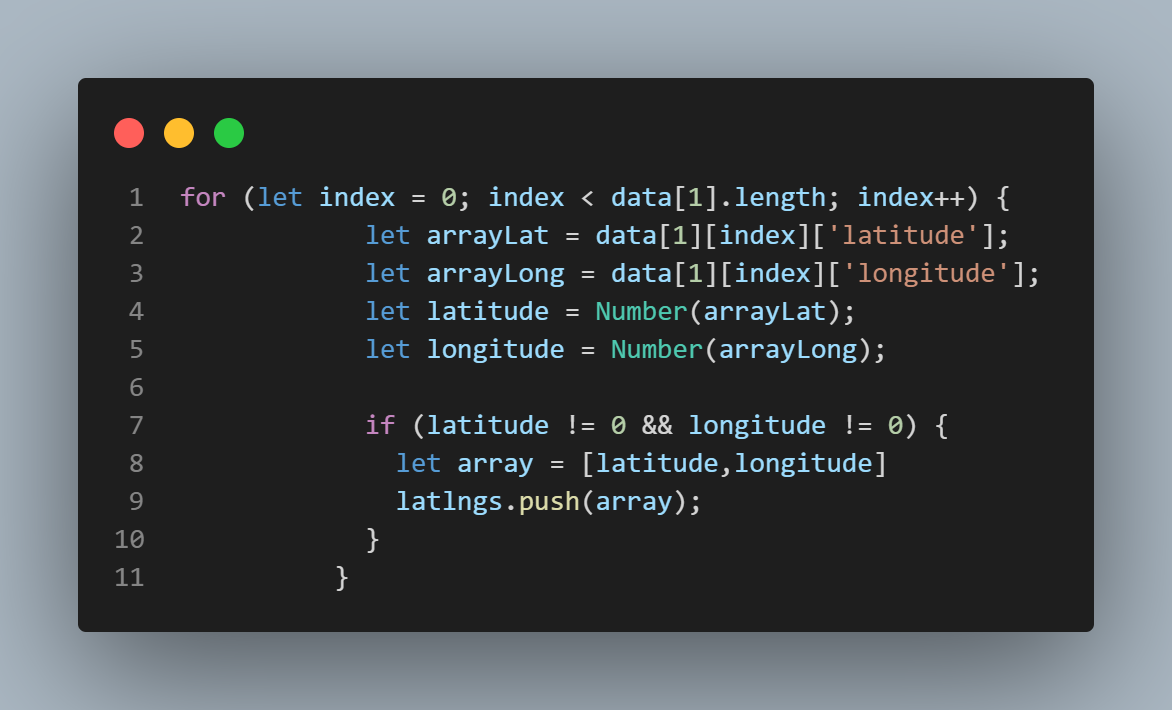 1 for (let index = 0; index < data[1].length; index++) {
2             let arrayLat = data[1][index]['latitude'];
3             let arrayLong = data[1][index]['longitude'];
4             let latitude = Number(arrayLat);
5             let longitude = Number(arrayLong);
6
7             if (latitude != 0 && longitude != 0) {
8               let array = [latitude,longitude]
9               latlngs.push(array);
10             }
11           }